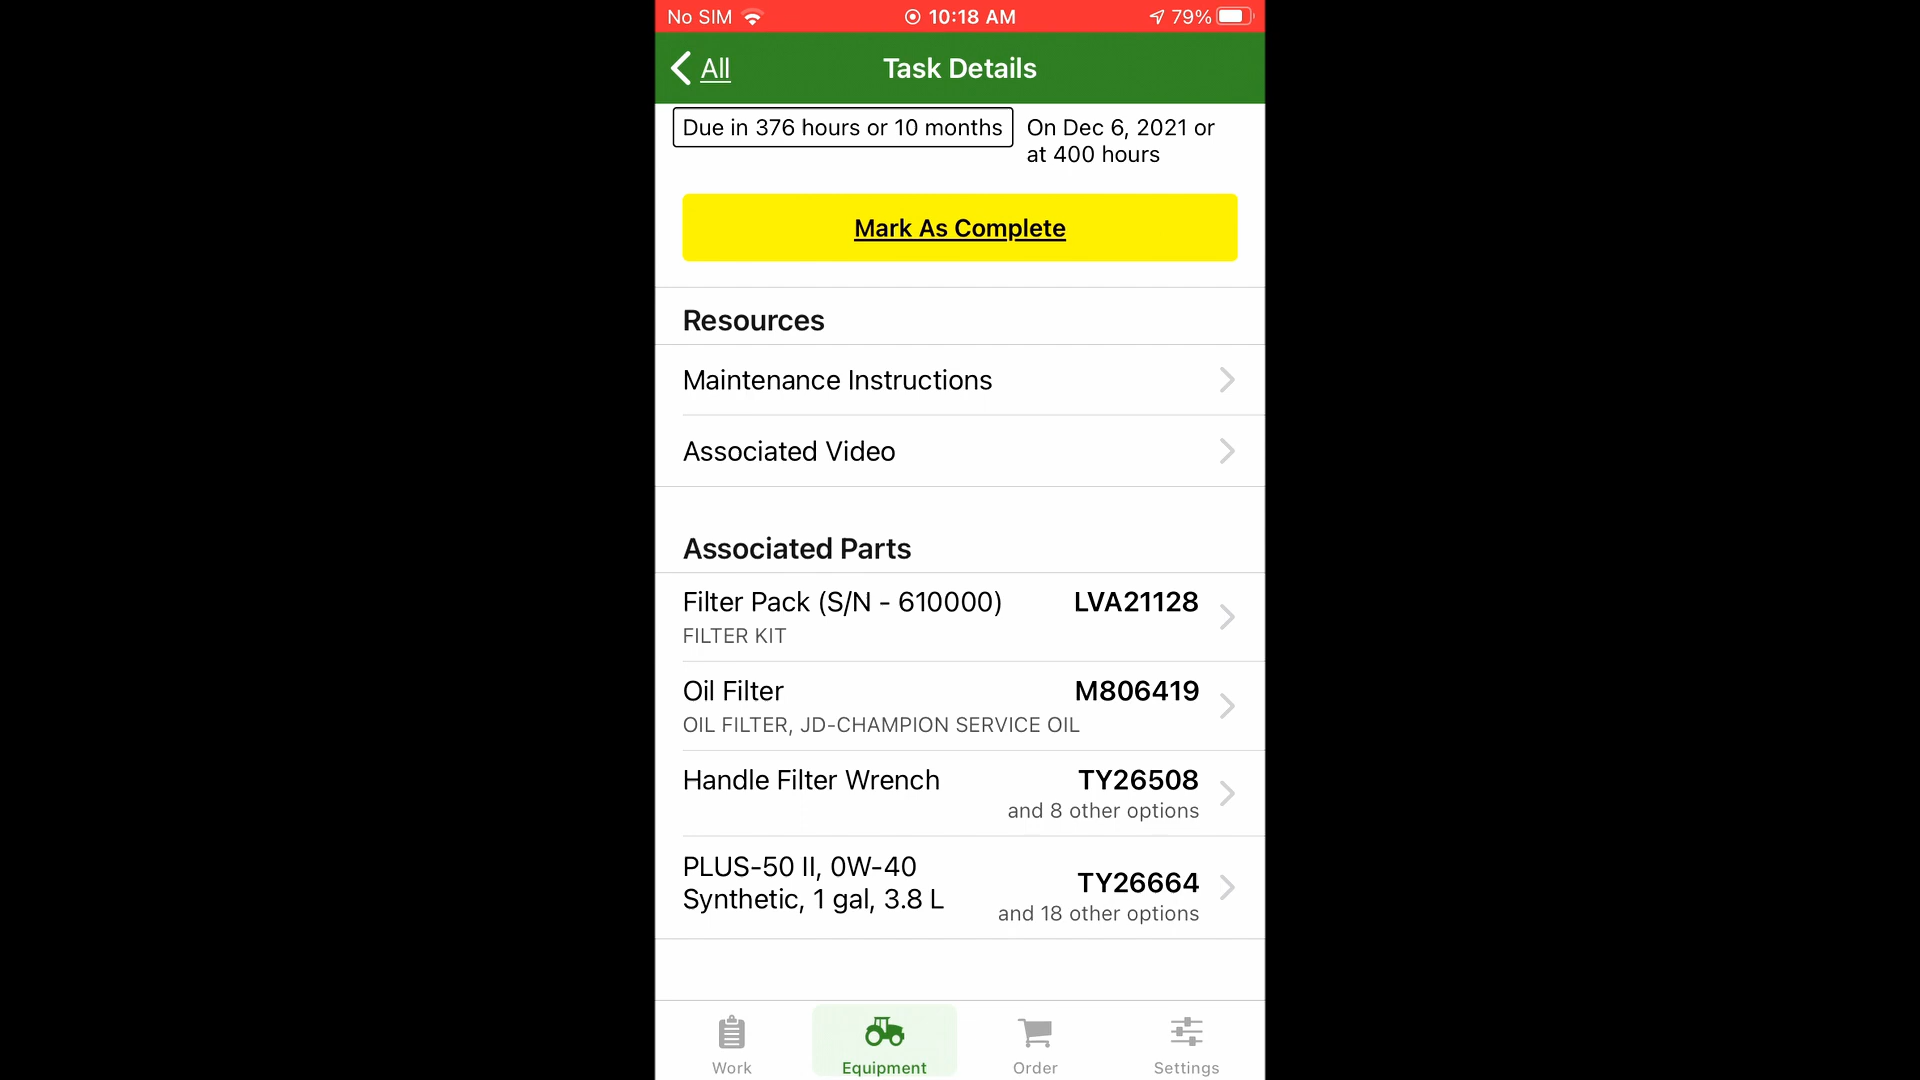 No SIM 10:18 AM 79%
All Task Details
Due in 376 hours or 10 months
On Dec 6, 2021 or
at 400 hours
Mark As Complete
Resources
Maintenance Instructions
Associated Video
Associated Parts
Filter Pack (S/N - 610000) LVA21128
FILTER KIT
Oil Filter M806419
OIL FILTER, JD-CHAMPION SERVICE OIL
Handle Filter Wrench TY26508
and 8 other options
PLUS-50 II, 0W-40
Synthetic, 1 gal, 3.8 L
TY26664
and 18 other options
Work Equipment Order Settings